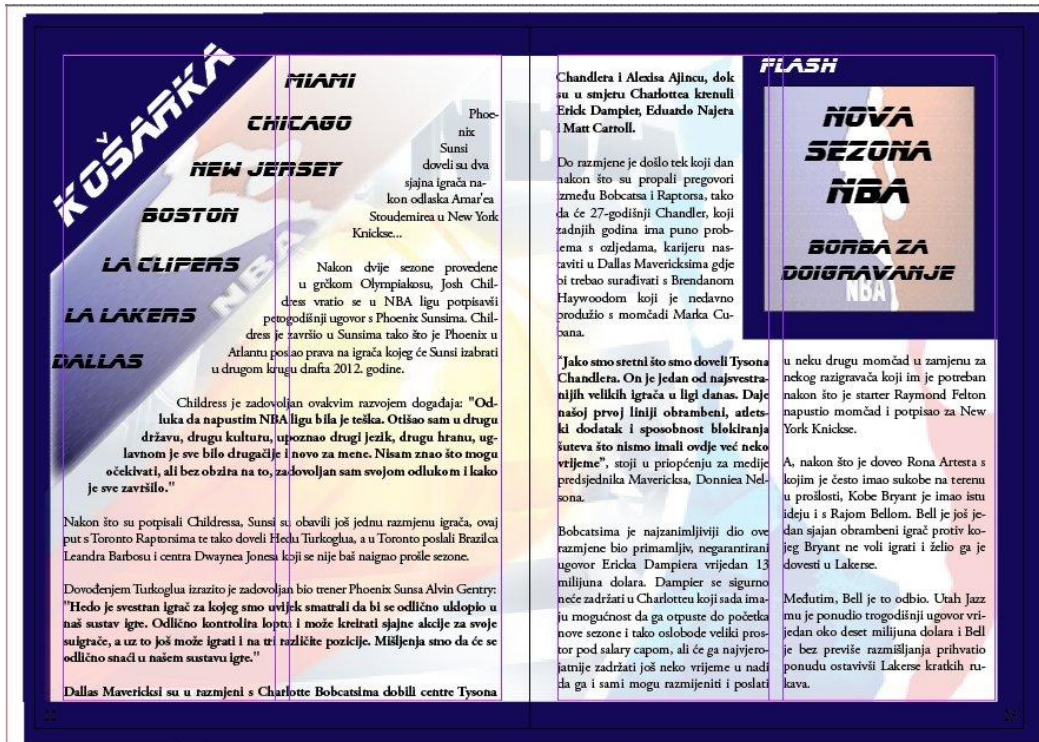 KOŠARKA
MIAMI
CHICAGO
NEW JERSEY
BOSTON
LA CLIPERS
LA LAKERS
DALLAS
Phoe-
nix
Sunsi
doveli su dva
sjajna igrača na-
kon odlaska Amar'ea
Stoudemirea u New York
Knickse...
Nakon dvije sezone provedene
u grčkom Olympiakosu, Josh Chil-
dress vratio se u NBA ligu potpisavši
petogodišnji ugovor s Phoenix Sunsima. Chil-
dress je završio u Sunsima tako što je Phoenix u
Atlantu poslao prava na igrača kojeg će Sunsi izabrati
u drugom krugu drafta 2012. godine.
Childress je zadovoljan ovakvim razvojem događaja: "Od-
luka da napustim NBA ligu bila je teška. Otišao sam u drugu
državu, drugu kulturu, upoznao drugi jezik, drugu hranu, ug-
lavnom je sve bilo drugačije i novo za mene. Nisam znao što mogu
očekivati, ali bez obzira na to, zadovoljan sam svojom odlukom i kako
je sve završilo."
Nakon što su potpisali Childressa, Sunsi su obavili još jednu razmjenu igrača, ovaj
put s Toronto Raptorsima te tako doveli Hedu Turkoglua, a u Toronto poslali Brazilca
Leandra Barbosu i centra Dwaynea Jonesa koji se nije baš naigrao prošle sezone.
Dovođenjem Turkoglua izrazito je zadovoljan bio trener Phoenix Sunsa Alvin Gentry:
"Hedo je svestran igrač za kojeg smo uvijek smatrali da bi se odlično uklopio u
naš sustav igre. Odlično kontrolira loptu i može kreirati sjajne akcije za svoje
suigrače, a uz to još može igrati i na tri različite pozicije. Mišljenja smo da će se
odlično snaći u našem sustavu igre."
Dallas Mavericksi su u razmjeni s Charlotte Bobcatsima dobili centre Tysona
Chandlera i Alexisa Ajincu, dok
su u smjeru Charlottea krenuli
Erick Dampier, Eduardo Najera
i Matt Carroll.
Do razmjene je došlo tek koji dan
nakon što su propali pregovori
između Bobcatsa i Raptorsa, tako
da će 27-godišnji Chandler, koji
zadnjih godina ima puno prob-
lema s ozljedama, karijeru nas-
taviti u Dallas Mavericksima gdje
bi trebao surađivati s Brendanom
Haywoodom koji je nedavno
produžio s momčadi Marka Cu-
bana.
"Jako smo sretni što smo doveli Tysona
Chandlera. On je jedan od najsvestra-
nijih velikih igrača u ligi danas. Daje
našoj prvoj liniji obrambeni, atlets-
ki dodatak i sposobnost blokiranja
šuteva što nismo imali ovdje već neko
vrijeme", stoji u priopćenju za medije
predsjednika Mavericksa, Donniea Nel-
sona.
Bobcatsima je najzanimljiviji dio ove
razmjene bio primamljiv, negarantirani
ugovor Ericka Dampiera vrijedan 13
milijuna dolara. Dampier se sigurno
neće zadržati u Charlotteu koji sada ima-
ju mogućnost da ga otpuste do početka
nove sezone i tako oslobode veliki pros-
tor pod salary capom, ali će ga najvjero-
jatnije zadržati još neko vrijeme u nadi
da ga i sami mogu razmijeniti i poslati
FLASH
NOVA
SEZONA
NBA
BORBA ZA
DOIGRAVANJE
NBA
u neku drugu momčad u zamjenu za
nekog razigravača koji im je potreban
nakon što je starter Raymond Felton
napustio momčad i potpisao za New
York Knickse.
A, nakon što je doveo Rona Artesta s
kojim je često imao sukobe na terenu
u prošlosti, Kobe Bryant je imao istu
ideju i s Rajom Bellom. Bell je još je-
dan sjajan obrambeni igrač protiv ko-
jeg Bryant ne voli igrati i želio ga je
dovesti u Lakerse.
Međutim, Bell je to odbio. Utah Jazz
mu je ponudio trogodišnji ugovor vri-
jedan oko deset milijuna dolara i Bell
je bez previše razmišljanja prihvatio
ponudu ostavivši Lakerse kratkih ru-
kava.
NBA
NBA